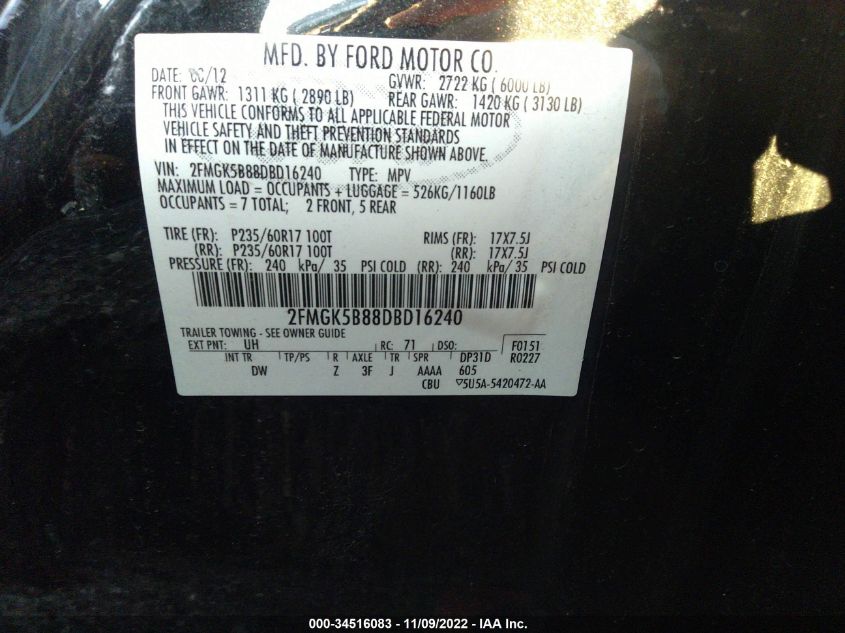 MFD. BY FORD MOTOR CO.
DATE: /12 GVWR: 2722 KG ( 6000 LB)
FRONT GAWR: 1311 KG ( 2890 LB) REAR GAWR: 1420 KG ( 3130 LB)
THIS VEHICLE CONFORMS TO ALL APPLICABLE FEDERAL MOTOR
VEHICLE SAFETY AND THEFT PREVENTION STANDARDS
IN EFFECT ON THE DATE OF MANUFACTURE SHOWN ABOVE.
VIN: 2FMGK5B88DBD16240 TYPE: MPV
MAXIMUM LOAD = OCCUPANTS + LUGGAGE = 526KG/1160LB
OCCUPANTS = 7 TOTAL; 2 FRONT, 5 REAR
TIRE (FR): P235/60R17 100T RIMS (FR): 17X7.5J
(RR): P235/60R17 100T (RR): 17X7.5J
PRESSURE (FR): 240 kPa/ 35 PSI COLD (RR): 240 kPa/ 35 PSI COLD
2FMGK5B88DBD16240
TRAILER TOWING - SEE OWNER GUIDE
EXT PNT: UH RC: 71 DSO: F0151
INT TR TP/PS R AXLE TR SPR DP31D R0227
DW Z 3F J AAAA 605
CBU ▽5U5A-5420472-AA
000-34516083 - 11/09/2022 - IAA Inc.